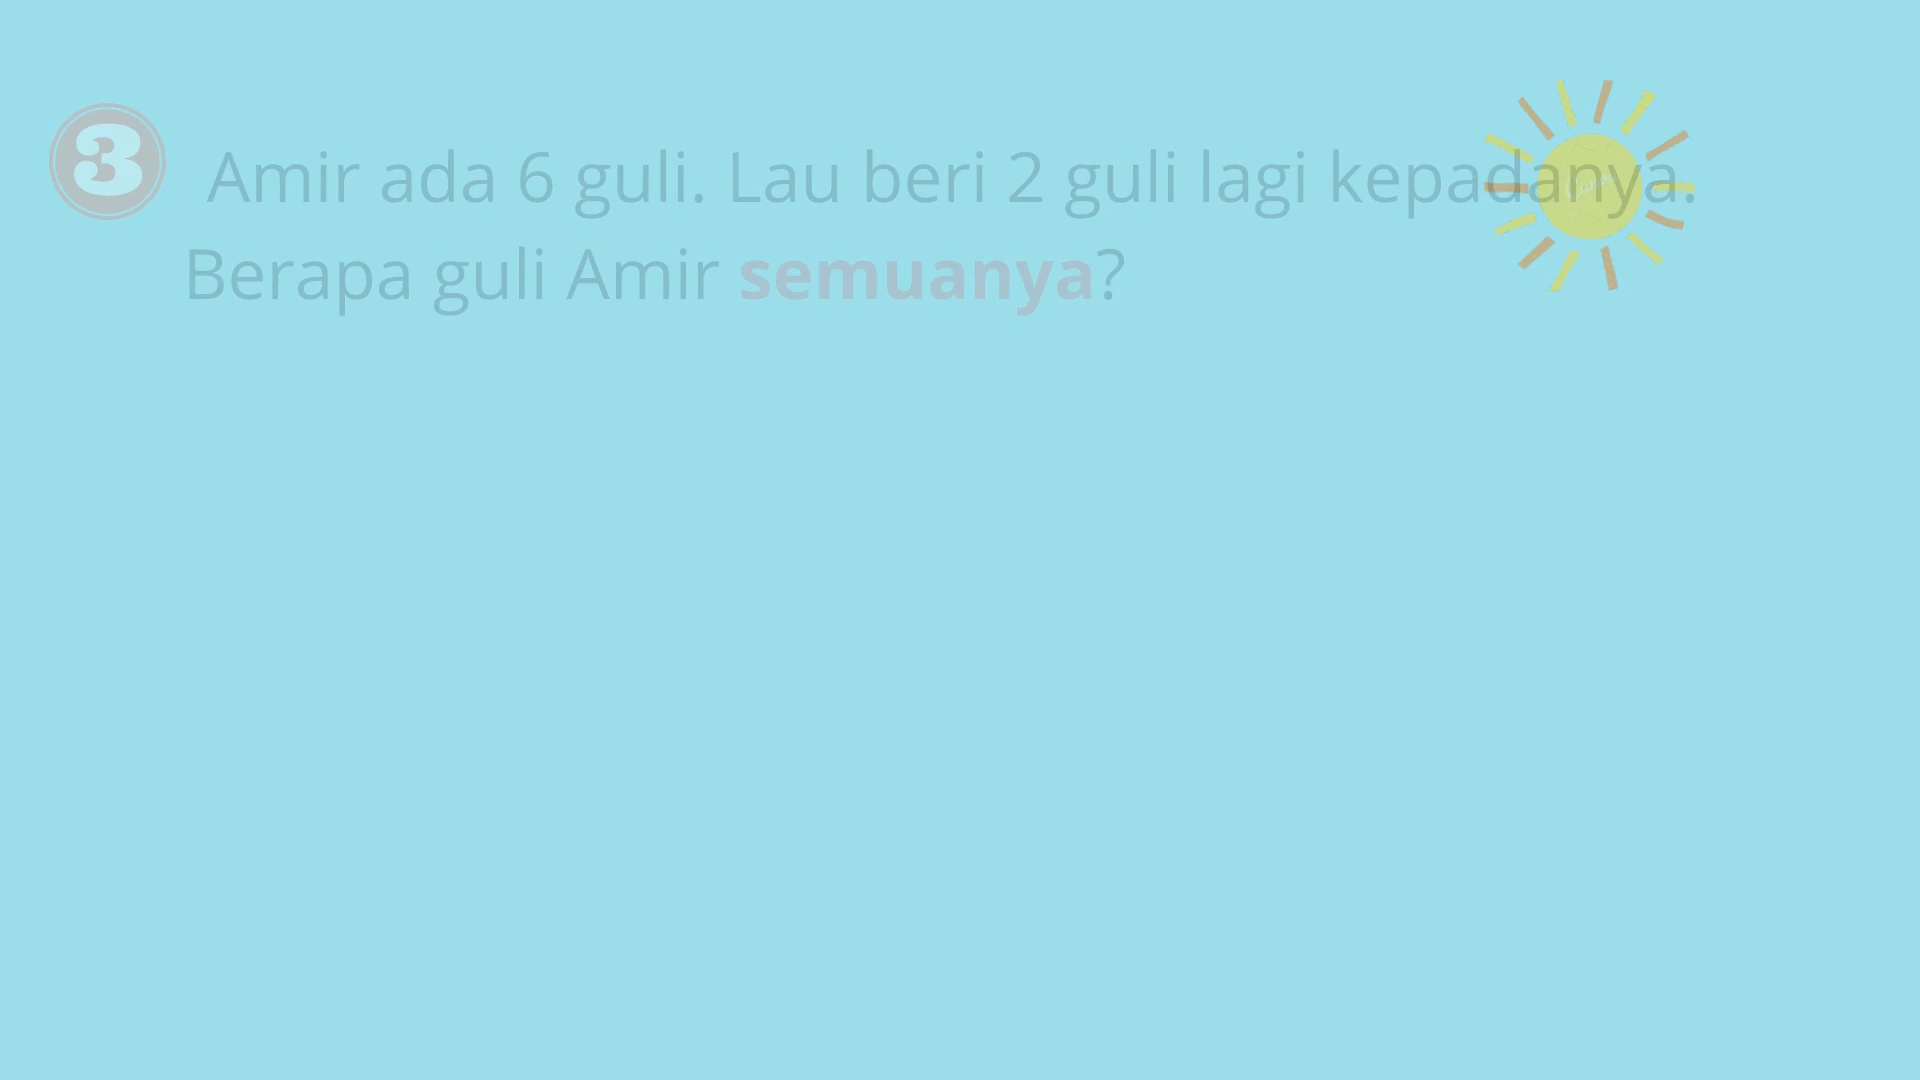 3 Amir ada 6 guli. Lau beri 2 guli lagi kepadanya.
Berapa guli Amir semuanya?